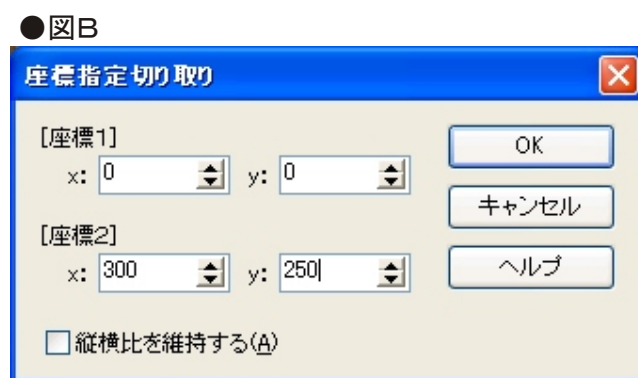 ●図B
座標指定切り取り
[座標1]
x: 0 y: 0
[座標2]
x: 300 y: 250
縦横比を維持する(A)
OK
キャンセル
ヘルプ